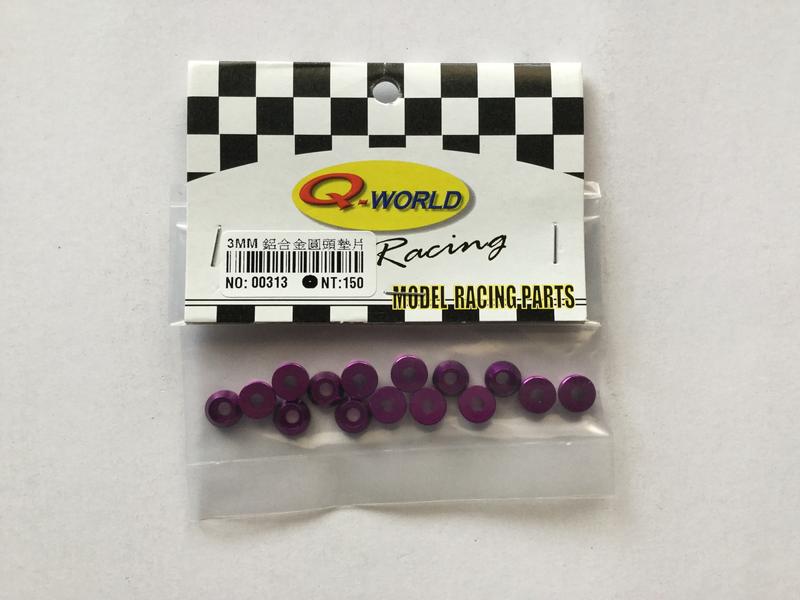 Q-WORLD
Racing
3MM 鋁合金圓頭墊片
NO: 00313 NT:150
MODEL RACING PARTS